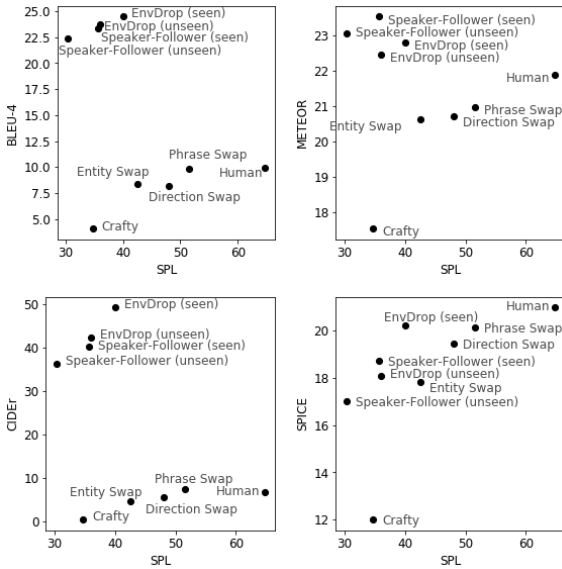 25.0
22.5
20.0
17.5
15.0
12.5
10.0
7.5
5.0
BLEU-4
EnvDrop (seen)
EnvDrop (unseen)
Speaker-Follower (seen)
Speaker-Follower (unseen)
Phrase Swap
Entity Swap
Human
Direction Swap
Crafty
30 40 50 60
SPL
23
22
21
20
19
18
METEOR
Speaker-Follower (seen)
Speaker-Follower (unseen)
EnvDrop (seen)
EnvDrop (unseen)
Human
Phrase Swap
Entity Swap
Direction Swap
Crafty
30 40 50 60
SPL
50
40
30
20
10
0
CIDEr
EnvDrop (seen)
EnvDrop (unseen)
Speaker-Follower (seen)
Speaker-Follower (unseen)
Phrase Swap
Entity Swap
Human
Direction Swap
Crafty
30 40 50 60
SPL
20
18
16
14
12
SPICE
Human
EnvDrop (seen)
Phrase Swap
Direction Swap
Speaker-Follower (seen)
EnvDrop (unseen)
Entity Swap
Speaker-Follower (unseen)
Crafty
30 40 50 60
SPL